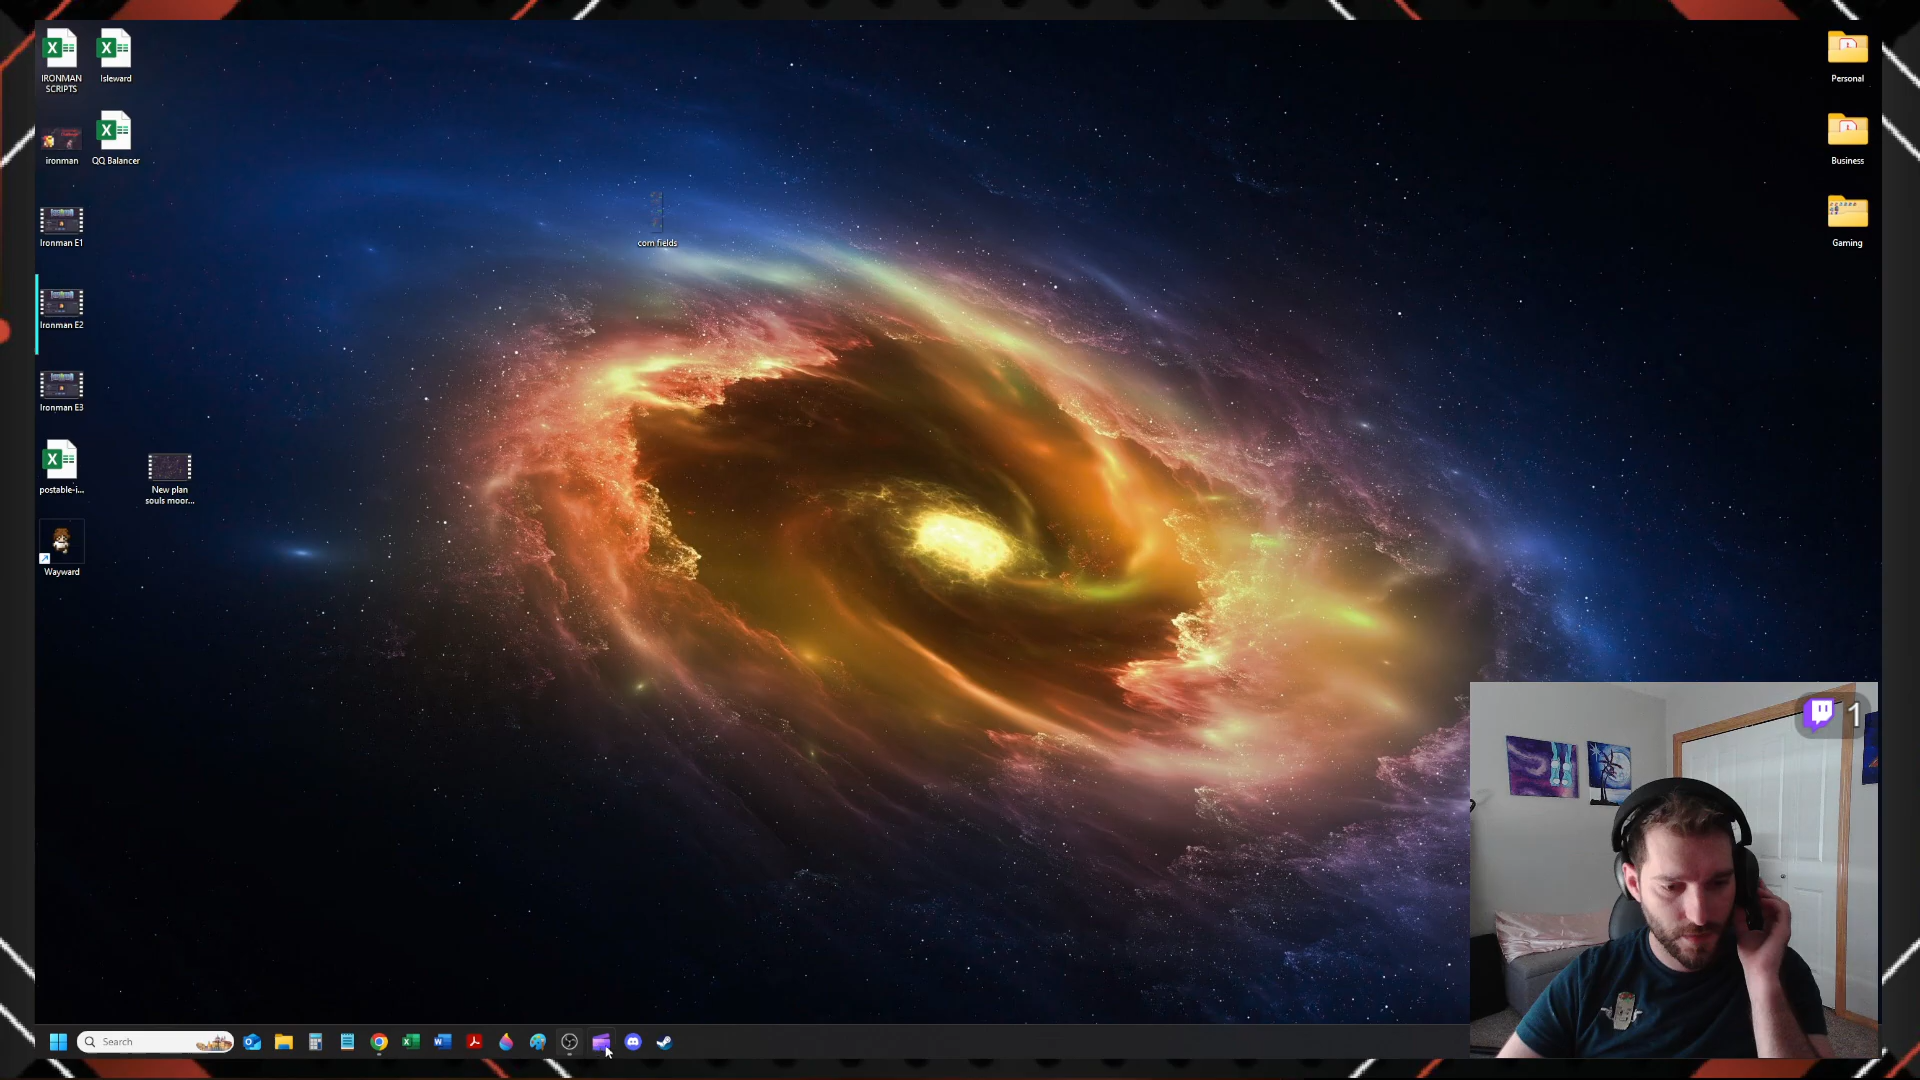 IRONMAN
SCRIPTS
Isleward
ironman
QQ Balancer
Ironman E1
Ironman E2
Ironman E3
postable-i...
New plan
souls moor...
Wayward
corn fields
Personal
Business
Gaming
1
Search